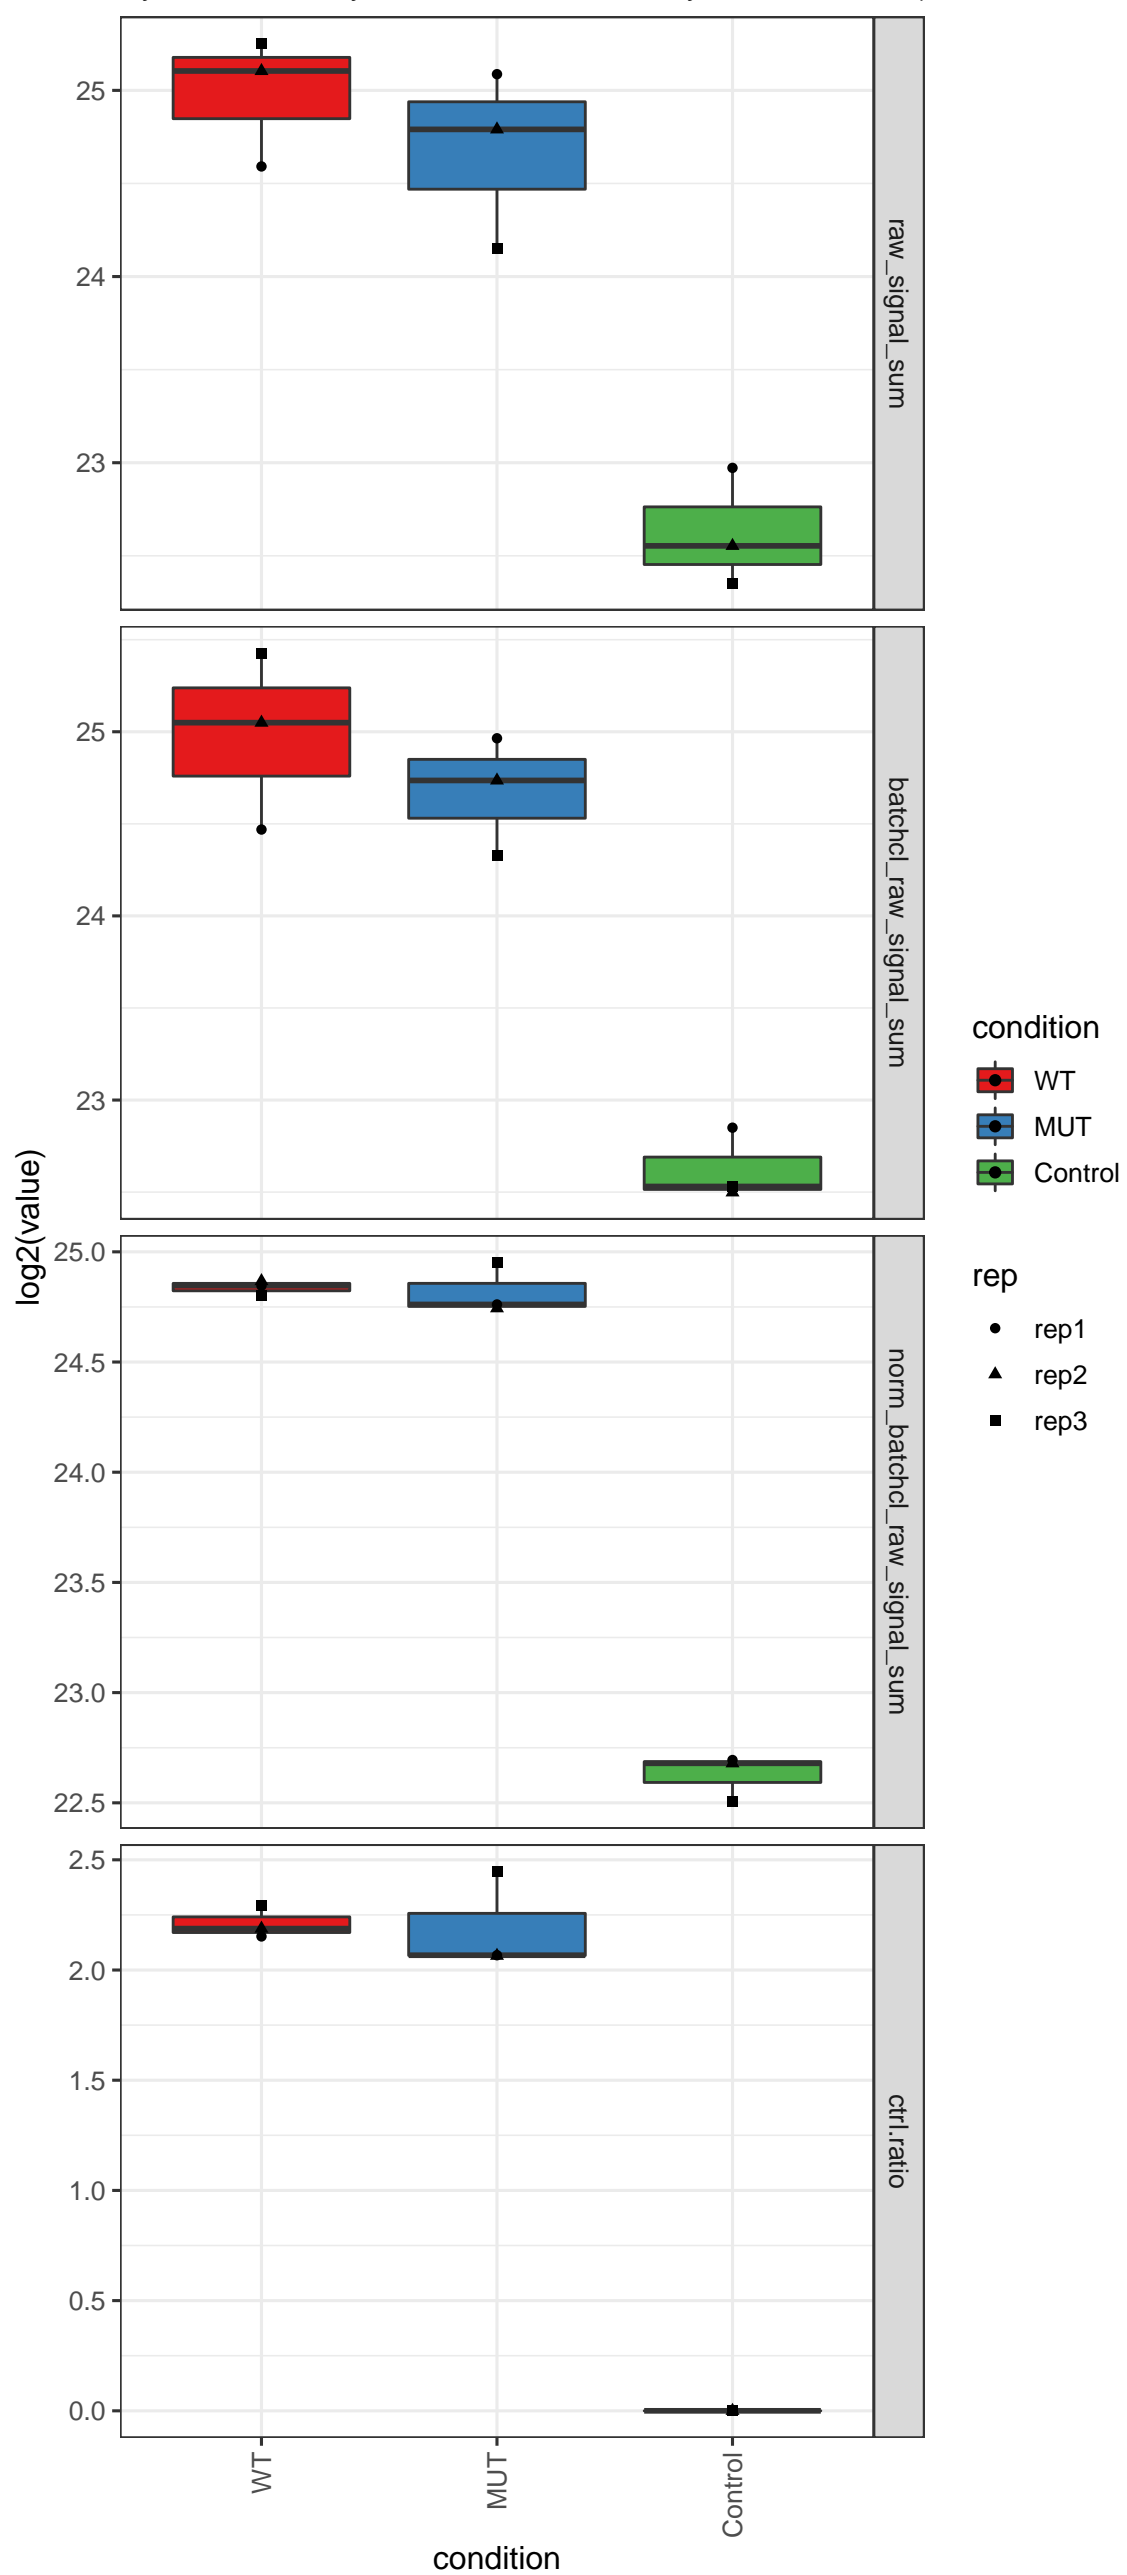 25
24
23
raw_signal_sum
25
24
23
batchcl_raw_signal_sum
25.0
24.5
24.0
23.5
23.0
22.5
norm_batchcl_raw_signal_sum
2.5
2.0
1.5
1.0
0.5
0.0
ctrl.ratio
log2(value)
WT
MUT
Control
condition
condition
WT
MUT
Control
rep
rep1
rep2
rep3